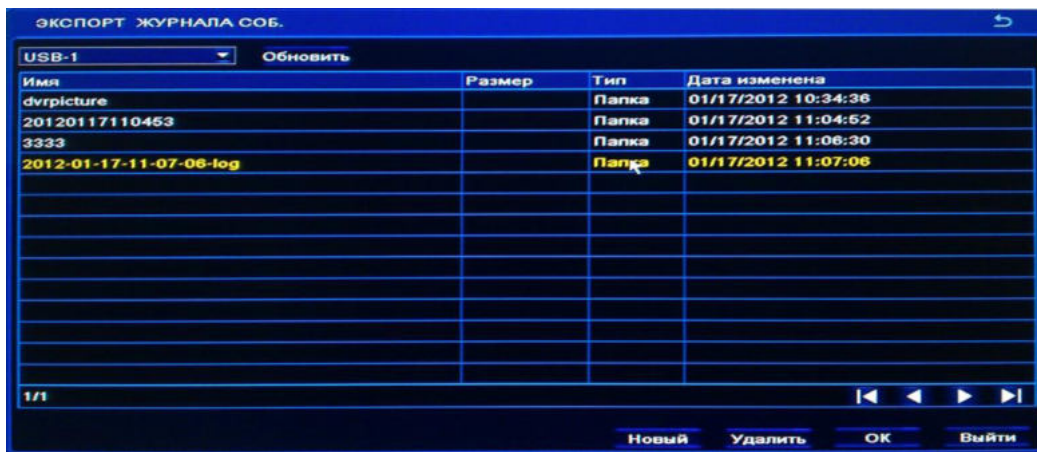 ЭКСПОРТ ЖУРНАЛА СОБ.
USB-1 Обновить
Имя Размер Тип Дата изменена
dvrpicture Папка 01/17/2012 10:34:36
20120117110453 Папка 01/17/2012 11:04:52
3333 Папка 01/17/2012 11:06:30
2012-01-17-11-07-06-log Папка 01/17/2012 11:07:06
1/1
Новый Удалить ОК Выйти